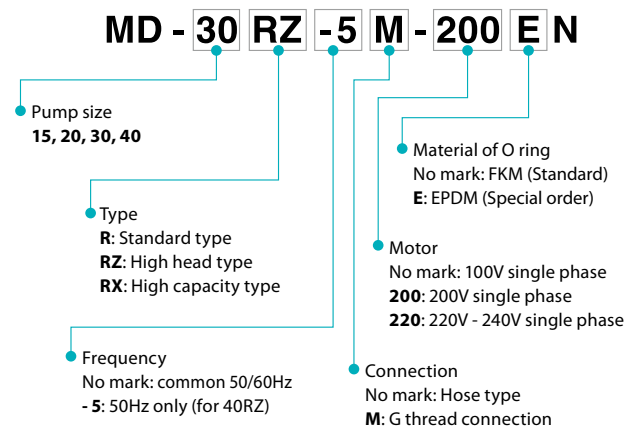 MD - 30 RZ -5 M - 200 E N
Pump size
15, 20, 30, 40
Material of O ring
No mark: FKM (Standard)
E: EPDM (Special order)
Type
R: Standard type
RZ: High head type
RX: High capacity type
Motor
No mark: 100V single phase
200: 200V single phase
220: 220V - 240V single phase
Frequency
No mark: common 50/60Hz
- 5: 50Hz only (for 40RZ)
Connection
No mark: Hose type
M: G thread connection